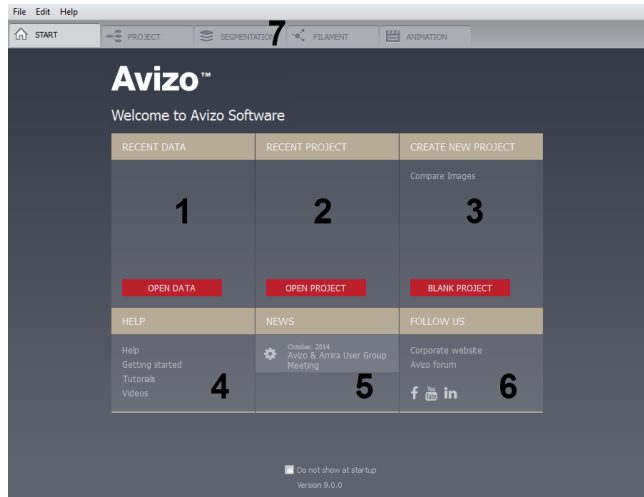 File Edit Help
START PROJECT SEGMENTATION 7 FILAMENT ANIMATION
Avizo™
Welcome to Avizo Software
RECENT DATA RECENT PROJECT CREATE NEW PROJECT
Compare Images
1 2 3
OPEN DATA OPEN PROJECT BLANK PROJECT
HELP NEWS FOLLOW US
Help
Getting started
Tutorials
Videos
4
October, 2014
Avizo & Amira User Group
Meeting
5
Corporate website
Avizo forum
f You Tube in
6
Do not show at startup
Version 9.0.0